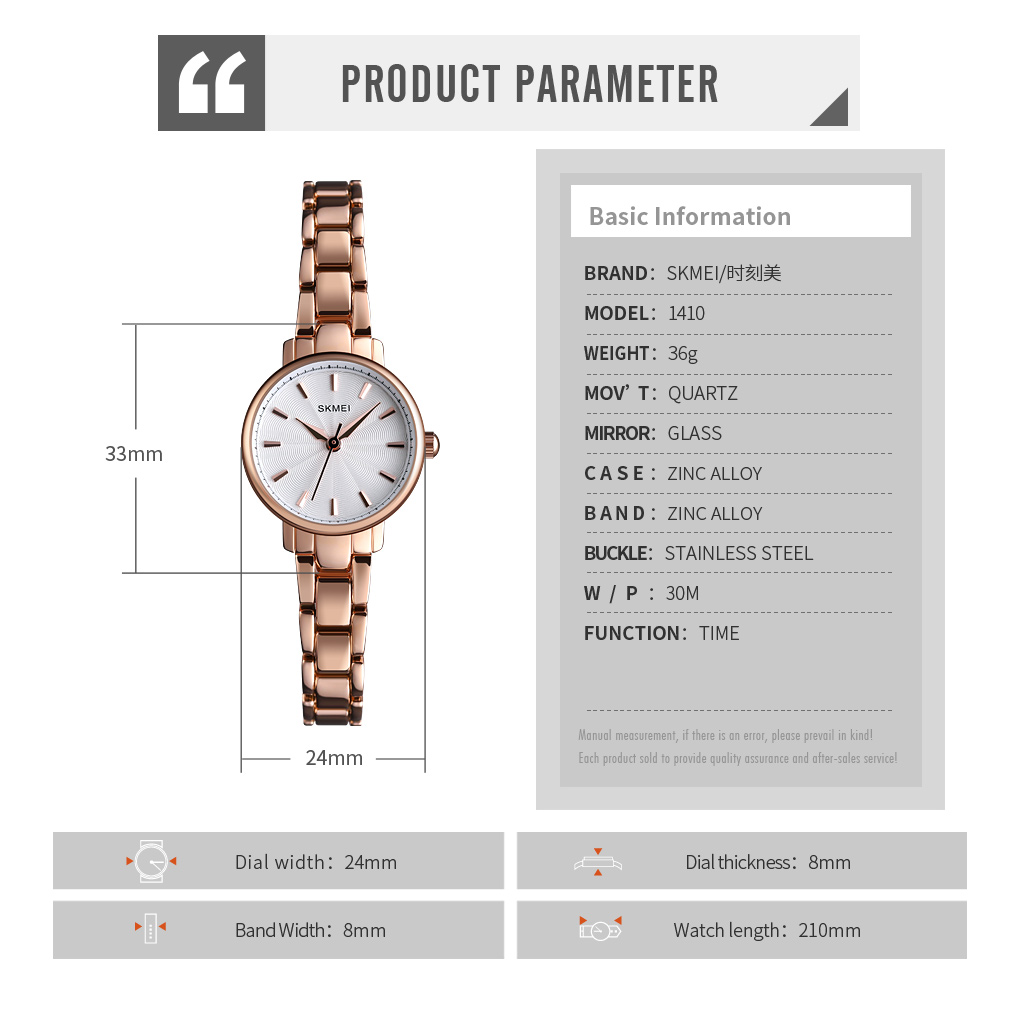 PRODUCT PARAMETER
SKMEI
33mm
24mm
Basic Information
BRAND：SKMEI/时刻美
MODEL：1410
WEIGHT：36g
MOV’T：QUARTZ
MIRROR：GLASS
CASE：ZINC ALLOY
BAND：ZINC ALLOY
BUCKLE：STAINLESS STEEL
W/P：30M
FUNCTION：TIME
Manual measurement, if there is an error, please prevail in kind!
Each product sold to provide quality assurance and after-sales service!
Dial width：24mm
Dial thickness：8mm
Band Width：8mm
Watch length：210mm